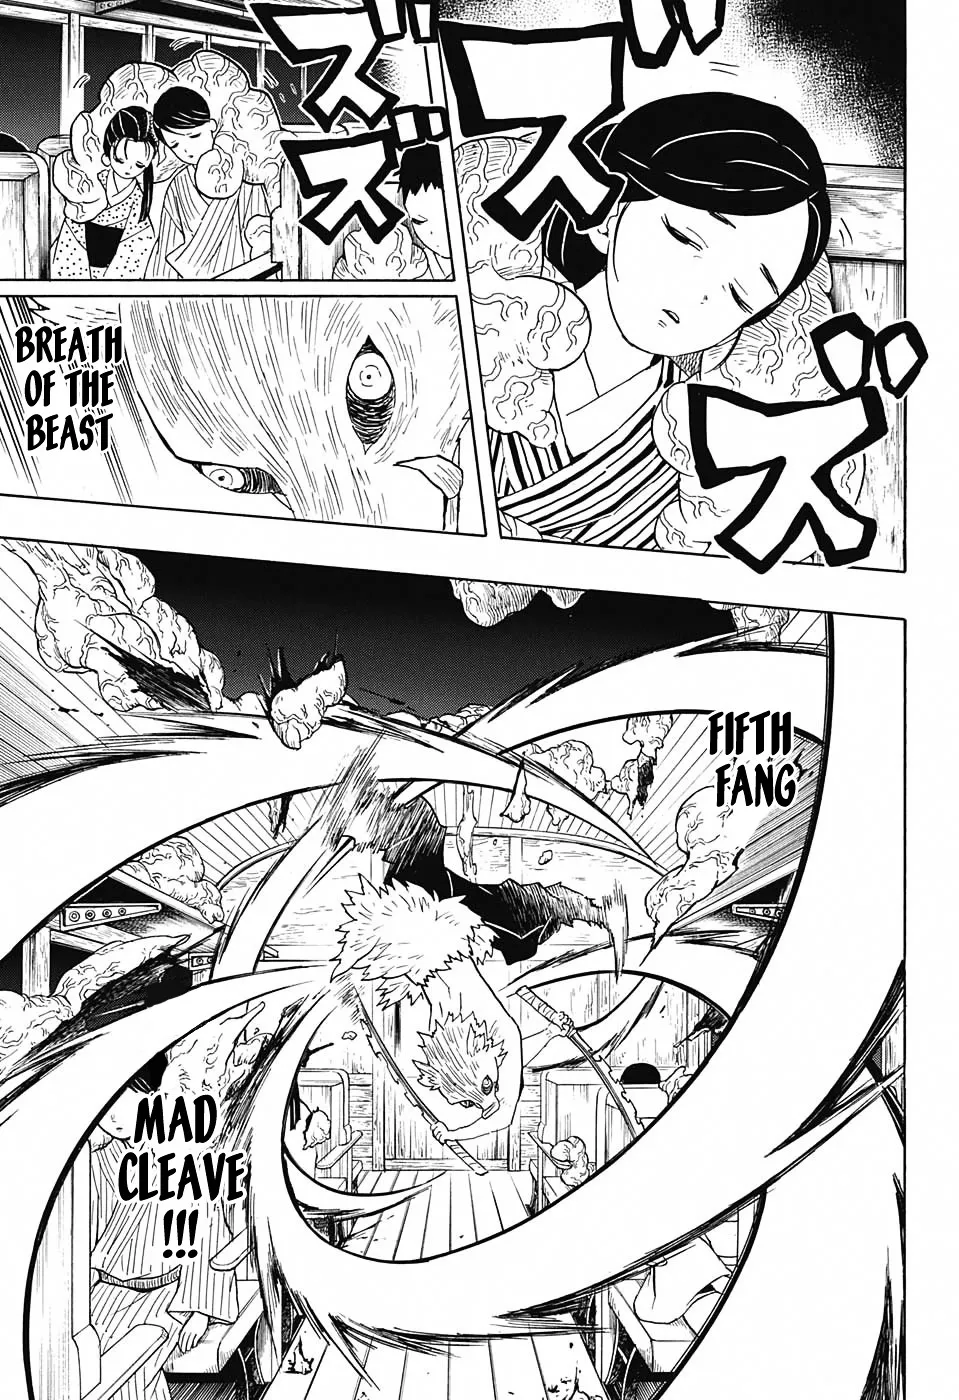 ズズ
ズズ
BREATH
OF THE
BEAST
FIFTH
FANG
MAD
CLEAVE
!!!